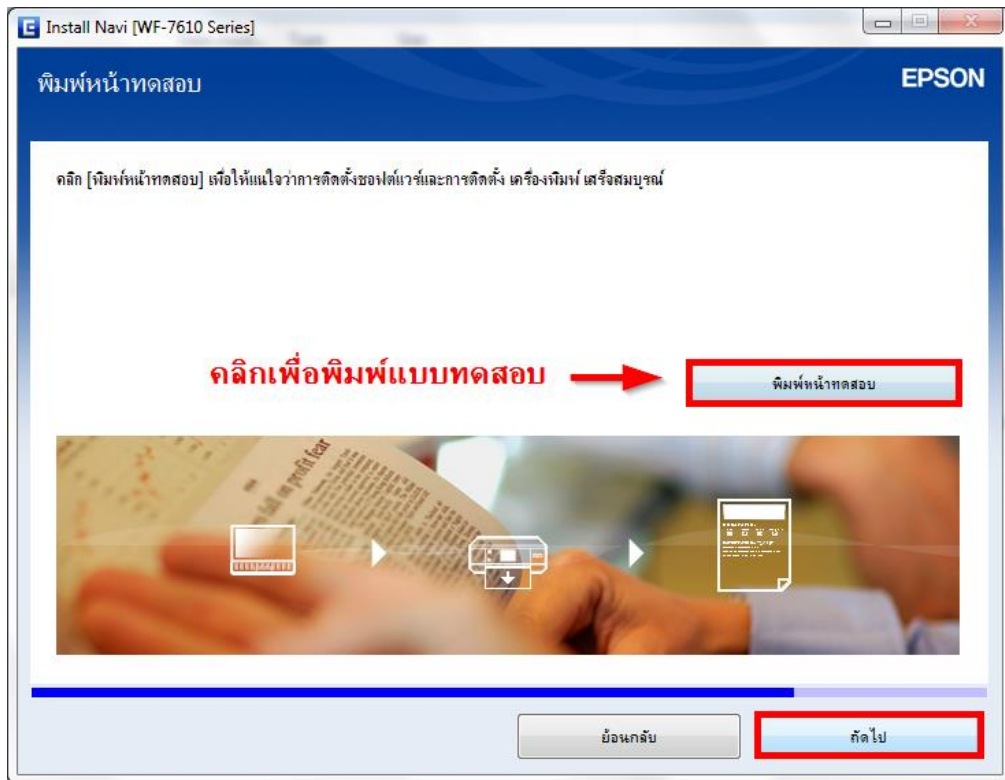 Install Navi [WF-7610 Series]
พิมพ์หน้าทดสอบ
EPSON
คลิก [พิมพ์หน้าทดสอบ] เพื่อให้แน่ใจว่าการติดตั้งซอฟต์แวร์และการติดตั้ง เครื่องพิมพ์ เสร็จสมบูรณ์
คลิกเพื่อพิมพ์แบบทดสอบ
พิมพ์หน้าทดสอบ
fall on profit fear
ย้อนกลับ
ถัดไป